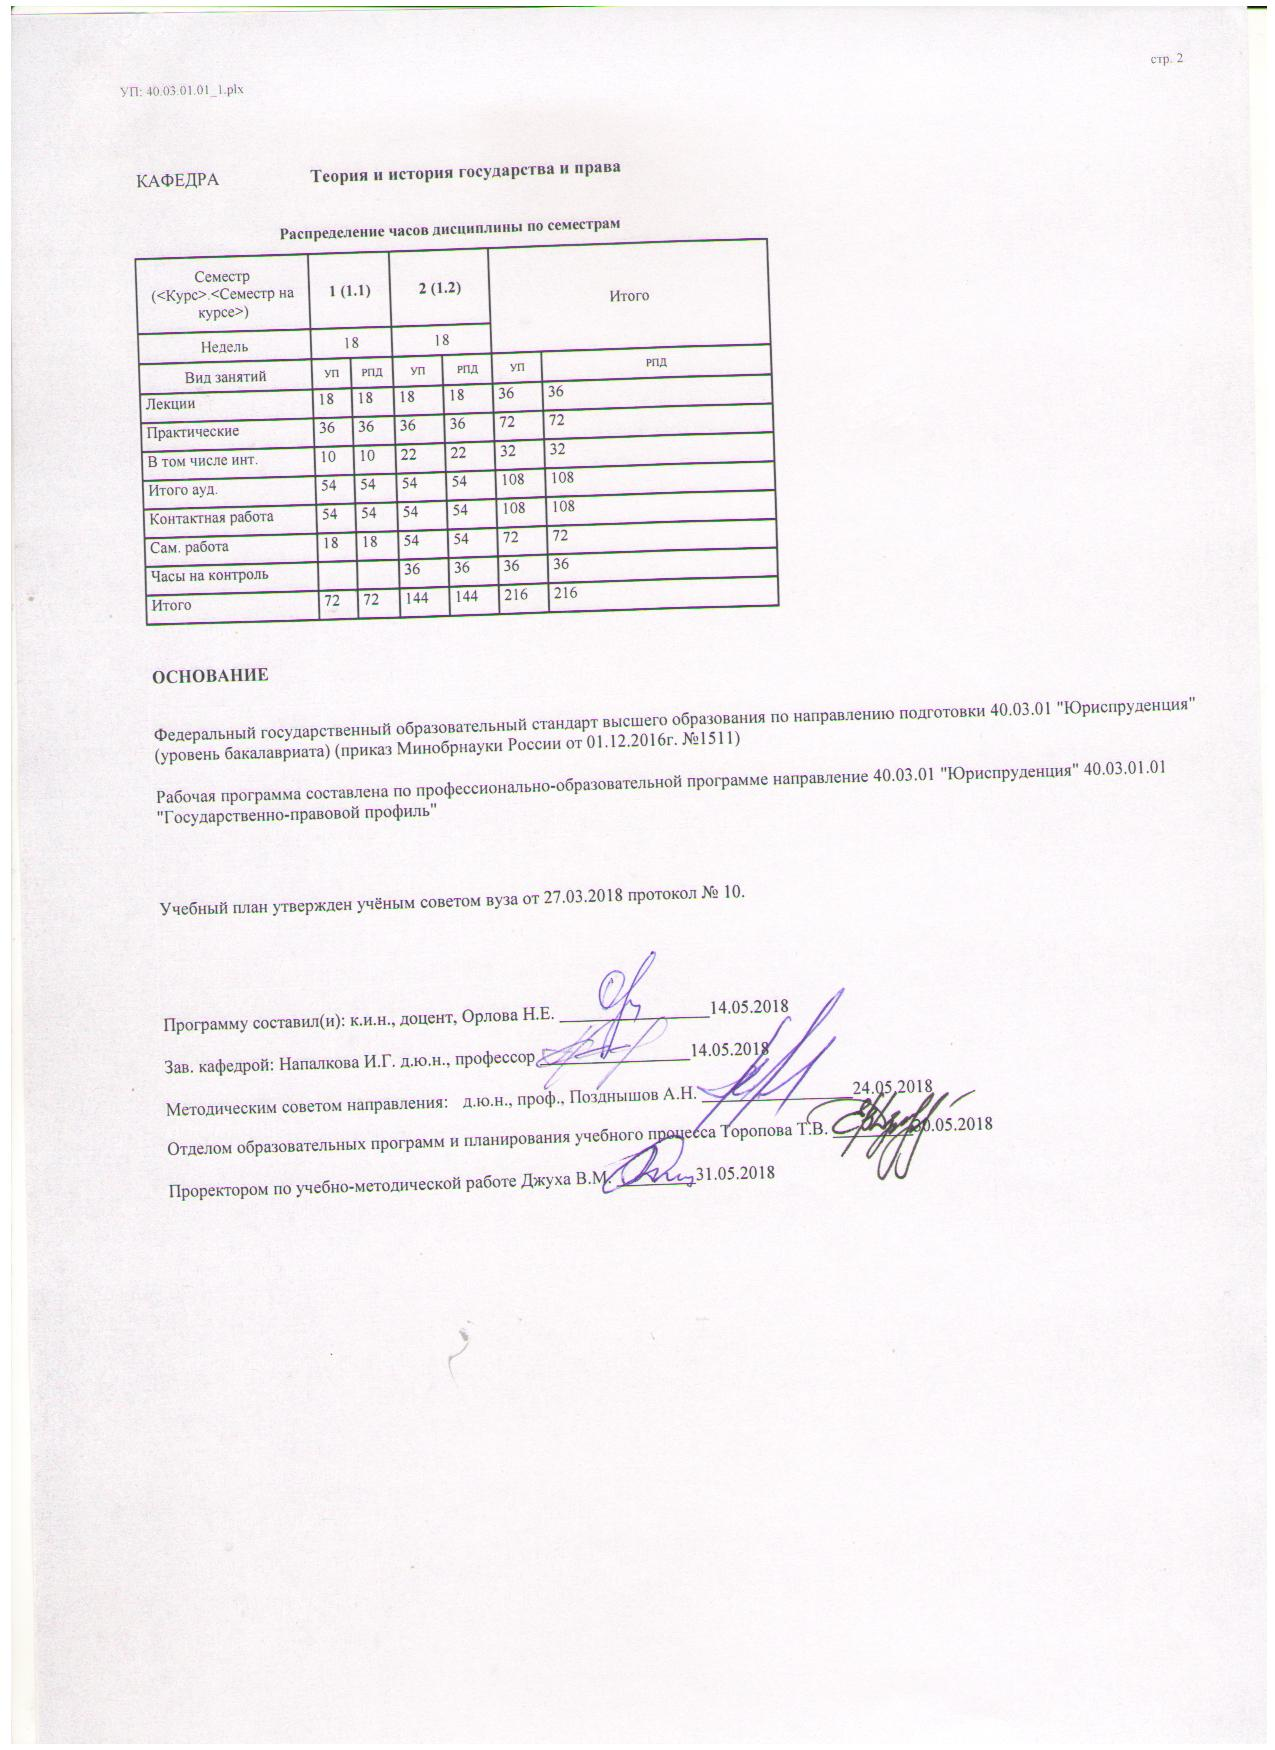 стр. 2
УП: 40.03.01.01_1.plx
КАФЕДРА Теория и история государства и права
Распределение часов дисциплины по семестрам
Семестр (<Курс>.<Семестр на курсе>) 1 (1.1) 2 (1.2) Итого
Недель 18 18
Вид занятий УП РПД УП РПД УП РПД
Лекции 18 18 18 18 36 36
Практические 36 36 36 36 72 72
В том числе инт. 10 10 22 22 32 32
Итого ауд. 54 54 54 54 108 108
Контактная работа 54 54 54 54 108 108
Сам. работа 18 18 54 54 72 72
Часы на контроль 36 36 36 36
Итого 72 72 144 144 216 216
ОСНОВАНИЕ
Федеральный государственный образовательный стандарт высшего образования по направлению подготовки 40.03.01 "Юриспруденция"
(уровень бакалавриата) (приказ Минобрнауки России от 01.12.2016г. №1511)
Рабочая программа составлена по профессионально-образовательной программе направление 40.03.01 "Юриспруденция" 40.03.01.01
"Государственно-правовой профиль"
Учебный план утвержден учёным советом вуза от 27.03.2018 протокол № 10.
Программу составил(и): к.и.н., доцент, Орлова Н.Е. 14.05.2018
Зав. кафедрой: Напалкова И.Г. д.ю.н., профессор 14.05.2018
Методическим советом направления: д.ю.н., проф., Позднышов А.Н. 24.05.2018
Отделом образовательных программ и планирования учебного процесса Торопова Т.В. 30.05.2018
Проректором по учебно-методической работе Джуха В.М. 31.05.2018